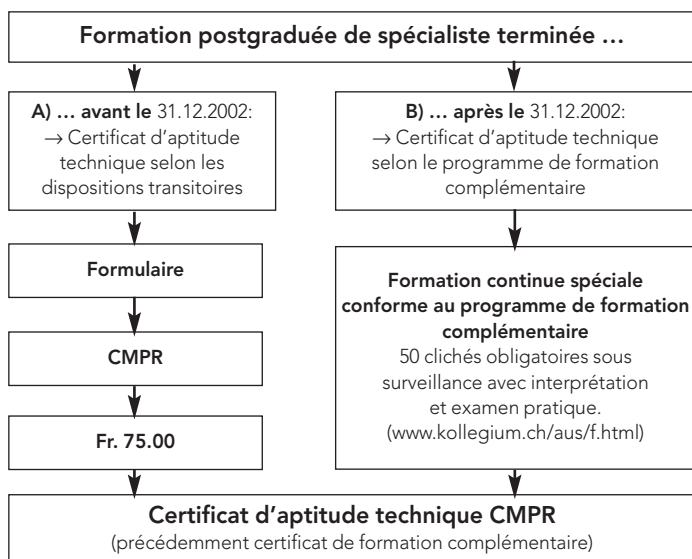 Formation postgraduée de spécialiste terminée …
A) … avant le 31.12.2002:
→ Certificat d'aptitude
technique selon les
dispositions transitoires
Formulaire
CMPR
Fr. 75.00
B) … après le 31.12.2002:
→ Certificat d'aptitude technique
selon le programme de formation
complémentaire
Formation continue spéciale
conforme au programme de formation
complémentaire
50 clichés obligatoires sous
surveillance avec interprétation
et examen pratique.
(www.kollegium.ch/aus/f.html)
Certificat d'aptitude technique CMPR
(précédemment certificat de formation complémentaire)